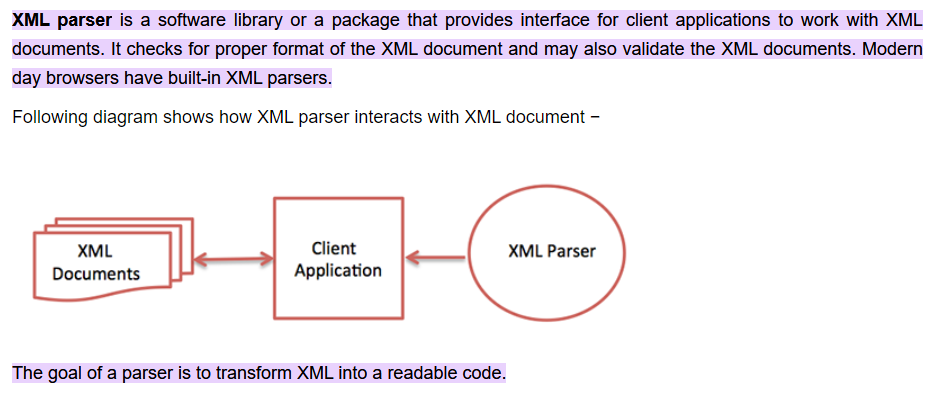 XML parser is a software library or a package that provides interface for client applications to work with XML
documents. It checks for proper format of the XML document and may also validate the XML documents. Modern
day browsers have built-in XML parsers.
Following diagram shows how XML parser interacts with XML document −
XML
Documents
Client
Application
XML Parser
The goal of a parser is to transform XML into a readable code.